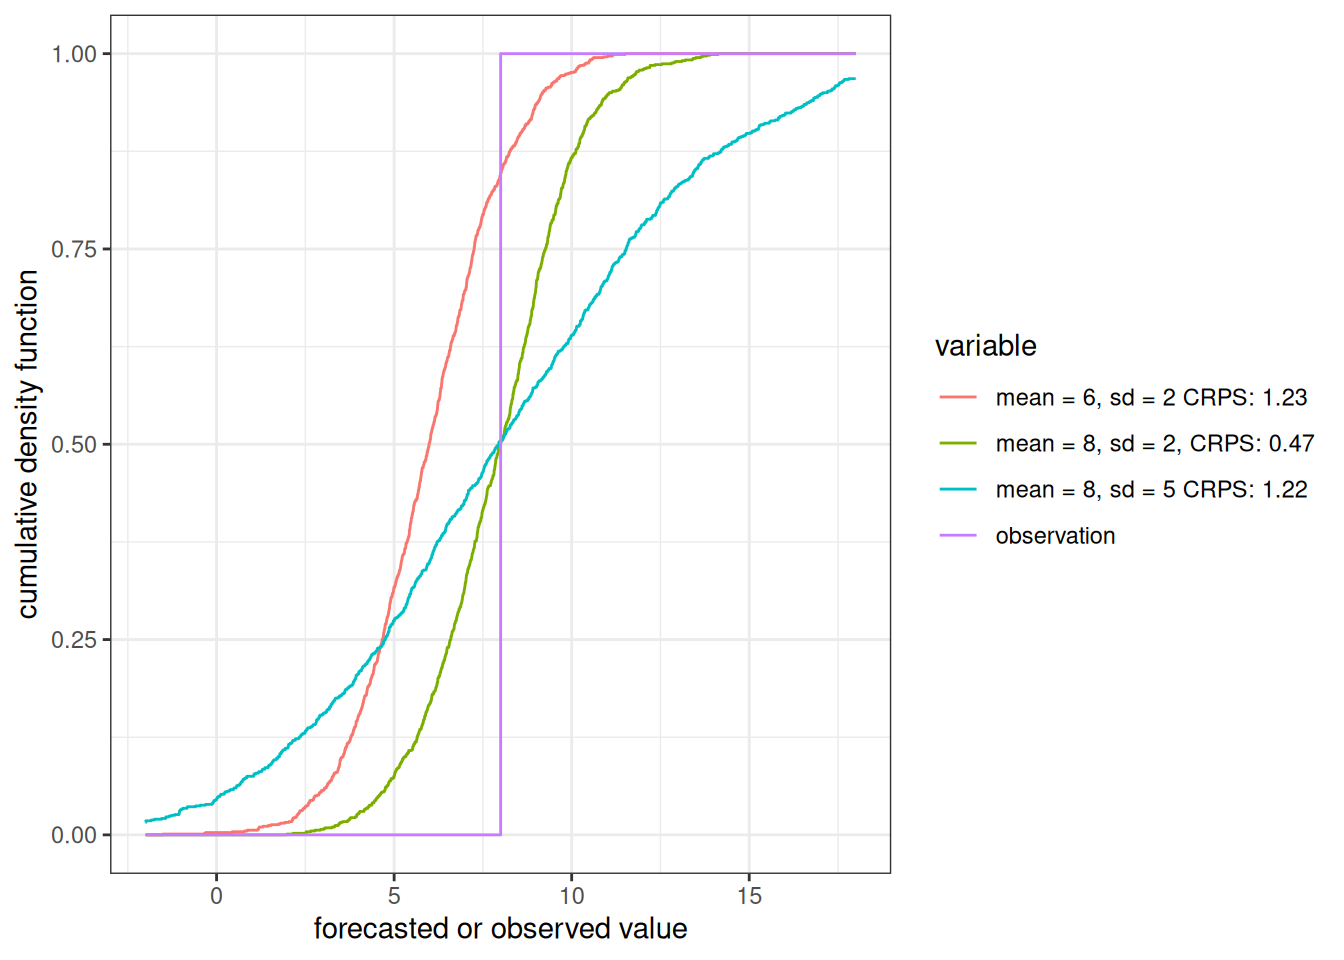 1.00
0.75
0.50
0.25
0.00
cumulative density function
0 5 10 15
forecasted or observed value
variable
mean = 6, sd = 2 CRPS: 1.23
mean = 8, sd = 2, CRPS: 0.47
mean = 8, sd = 5 CRPS: 1.22
observation